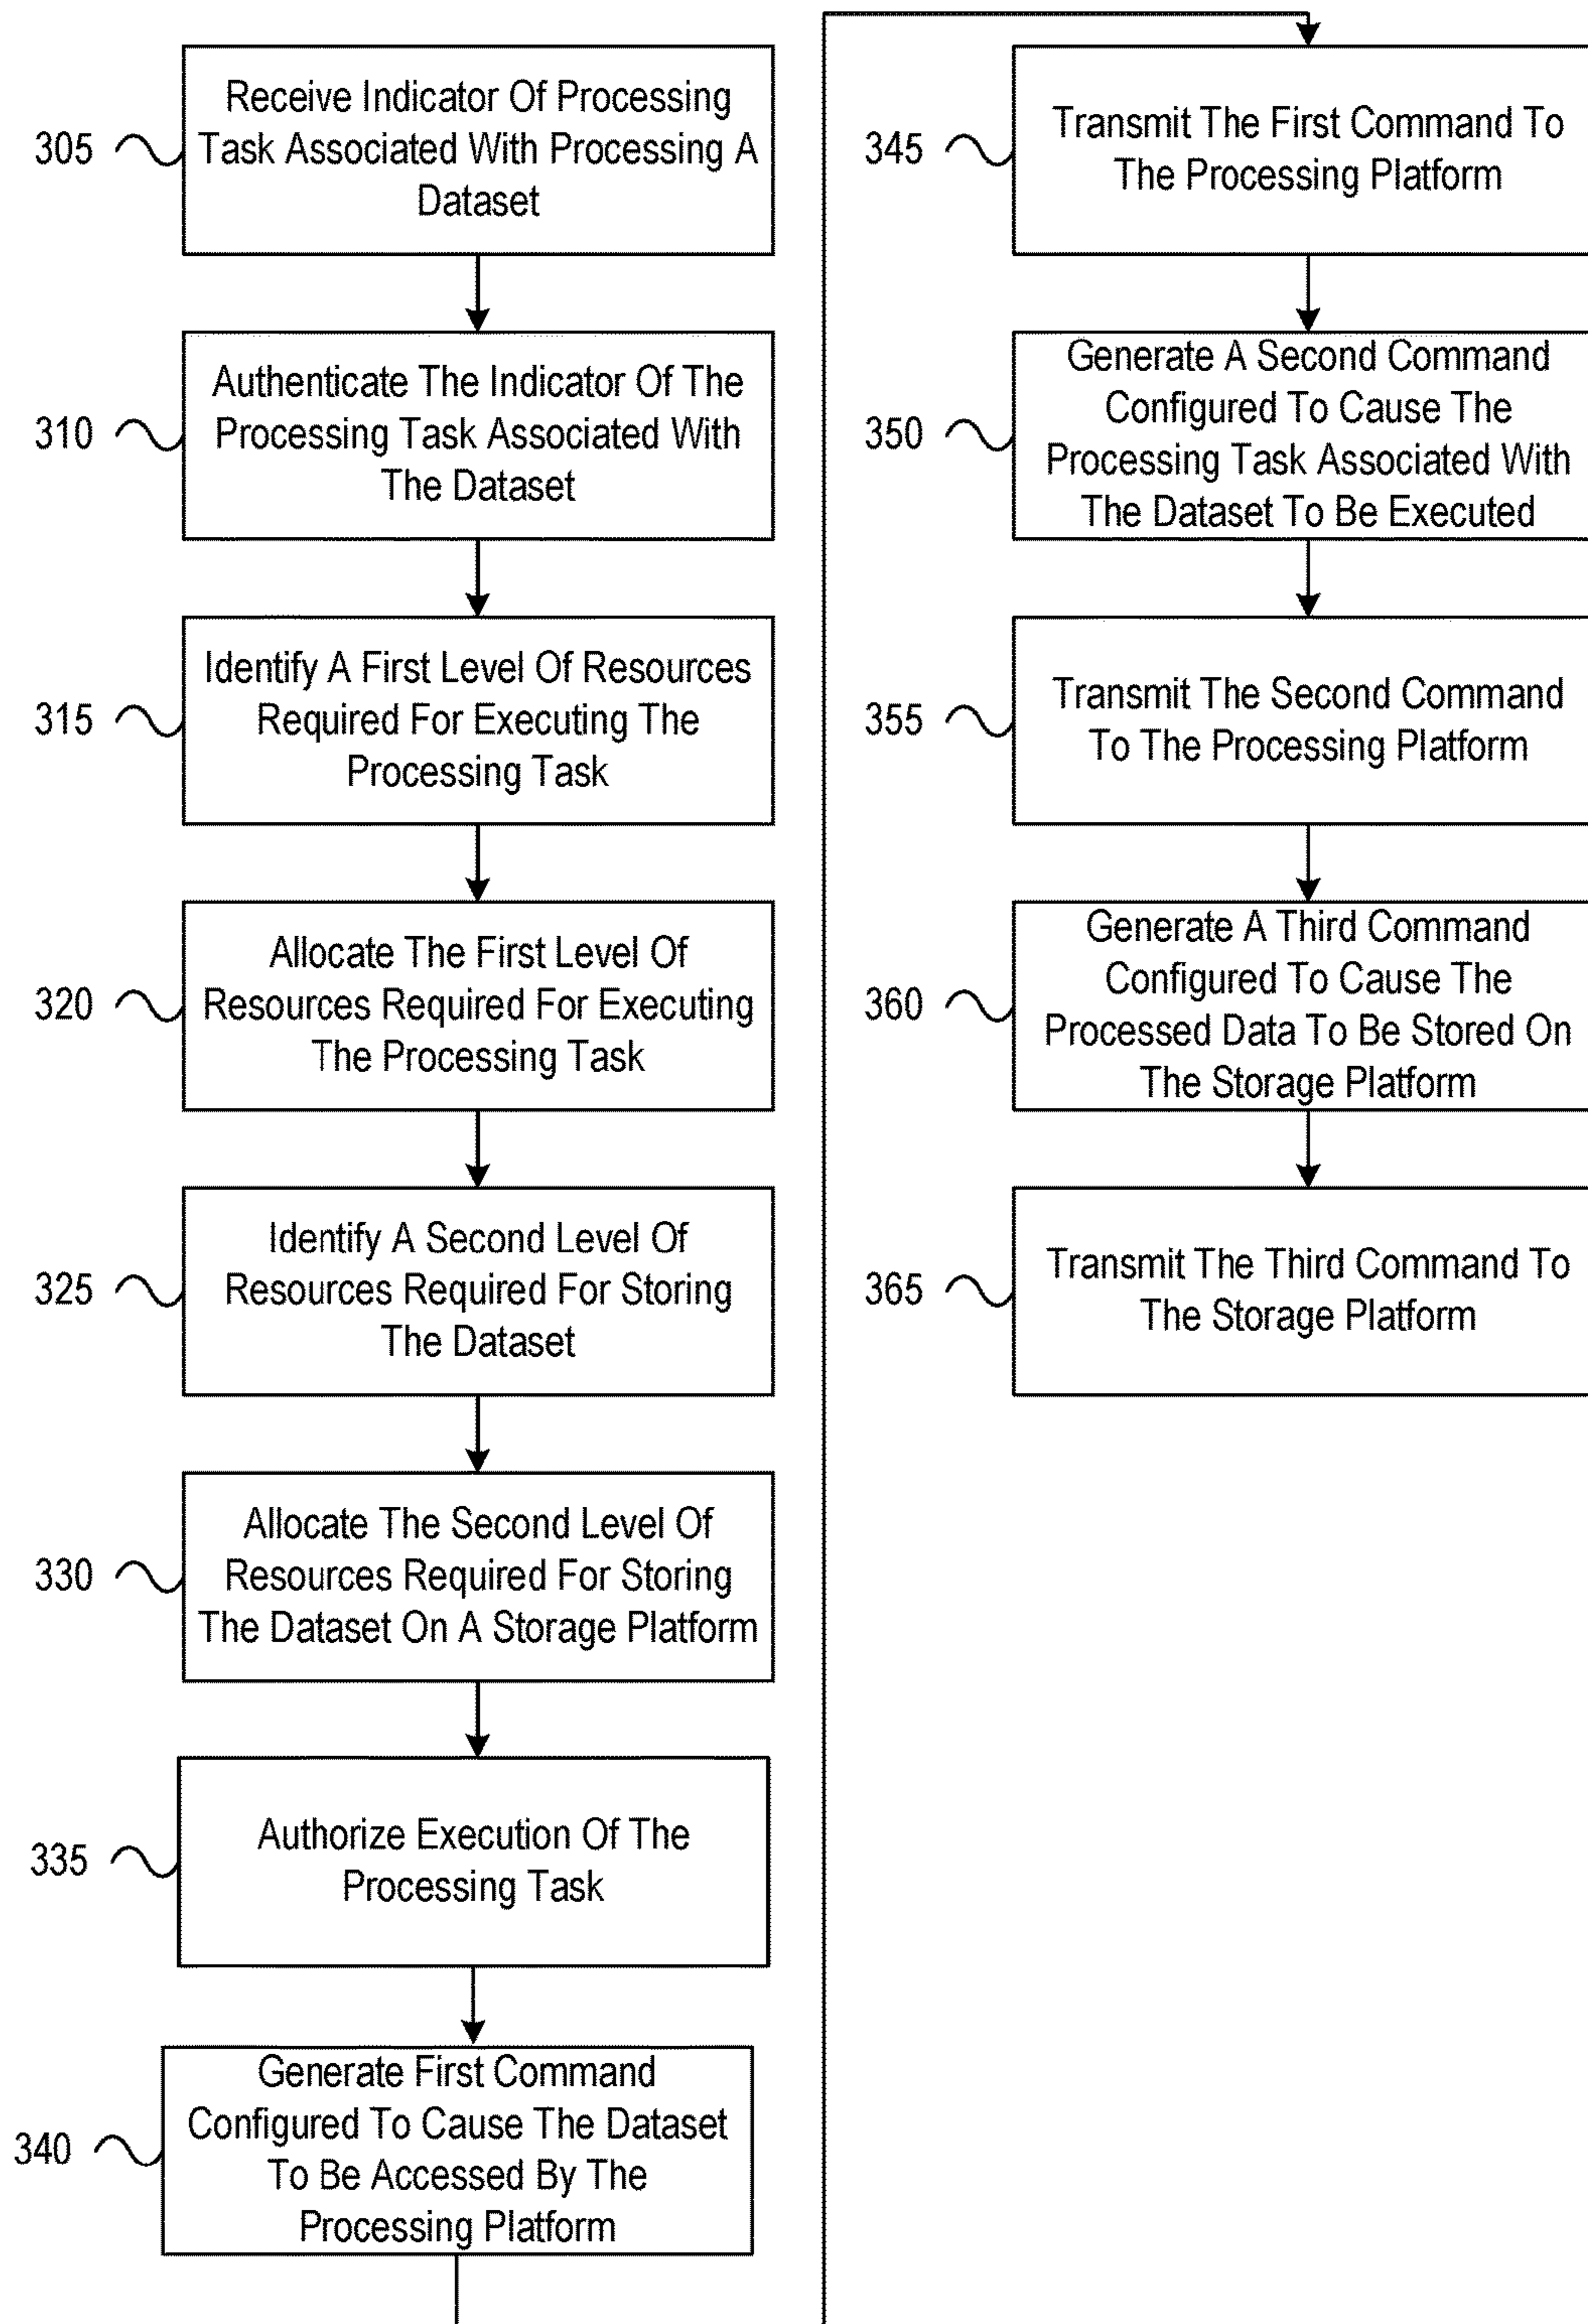 305
Receive Indicator Of Processing
Task Associated With Processing A
Dataset
310
Authenticate The Indicator Of The
Processing Task Associated With
The Dataset
315
Identify A First Level Of Resources
Required For Executing The
Processing Task
320
Allocate The First Level Of
Resources Required For Executing
The Processing Task
325
Identify A Second Level Of
Resources Required For Storing
The Dataset
330
Allocate The Second Level Of
Resources Required For Storing
The Dataset On A Storage Platform
335
Authorize Execution Of The
Processing Task
340
Generate First Command
Configured To Cause The Dataset
To Be Accessed By The
Processing Platform
345
Transmit The First Command To
The Processing Platform
350
Generate A Second Command
Configured To Cause The
Processing Task Associated With
The Dataset To Be Executed
355
Transmit The Second Command
To The Processing Platform
360
Generate A Third Command
Configured To Cause The
Processed Data To Be Stored On
The Storage Platform
365
Transmit The Third Command To
The Storage Platform